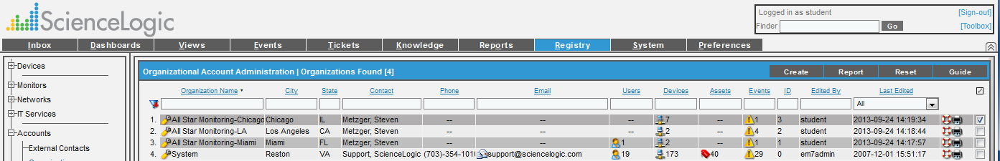 ScienceLogic
Logged in as student [Sign-out]
Finder Go [Toolbox]
Inbox Dashboards Views Events Tickets Knowledge Reports Registry System Preferences
Devices
Monitors
Networks
IT Services
Accounts
External Contacts
Organizational Account Administration | Organizations Found [4] Create Report Reset Guide
Organization Name City State Contact Phone Email Users Devices Assets Events ID Edited By Last Edited
All
1. All Star Monitoring-Chicago Chicago IL Metzger, Steven -- -- -- 7 -- 1 3 student 2013-09-24 14:19:34
2. All Star Monitoring-LA Los Angeles CA Metzger, Steven -- -- -- 2 -- 4 2 student 2013-09-24 14:18:44
3. All Star Monitoring-Miami Miami FL Metzger, Steven -- -- 1 2 -- 1 1 student 2013-09-24 14:17:57
4. System Reston VA Support, ScienceLogic (703)-354-1010 support@sciencelogic.com 19 173 40 29 0 em7admin 2007-12-01 15:51:17